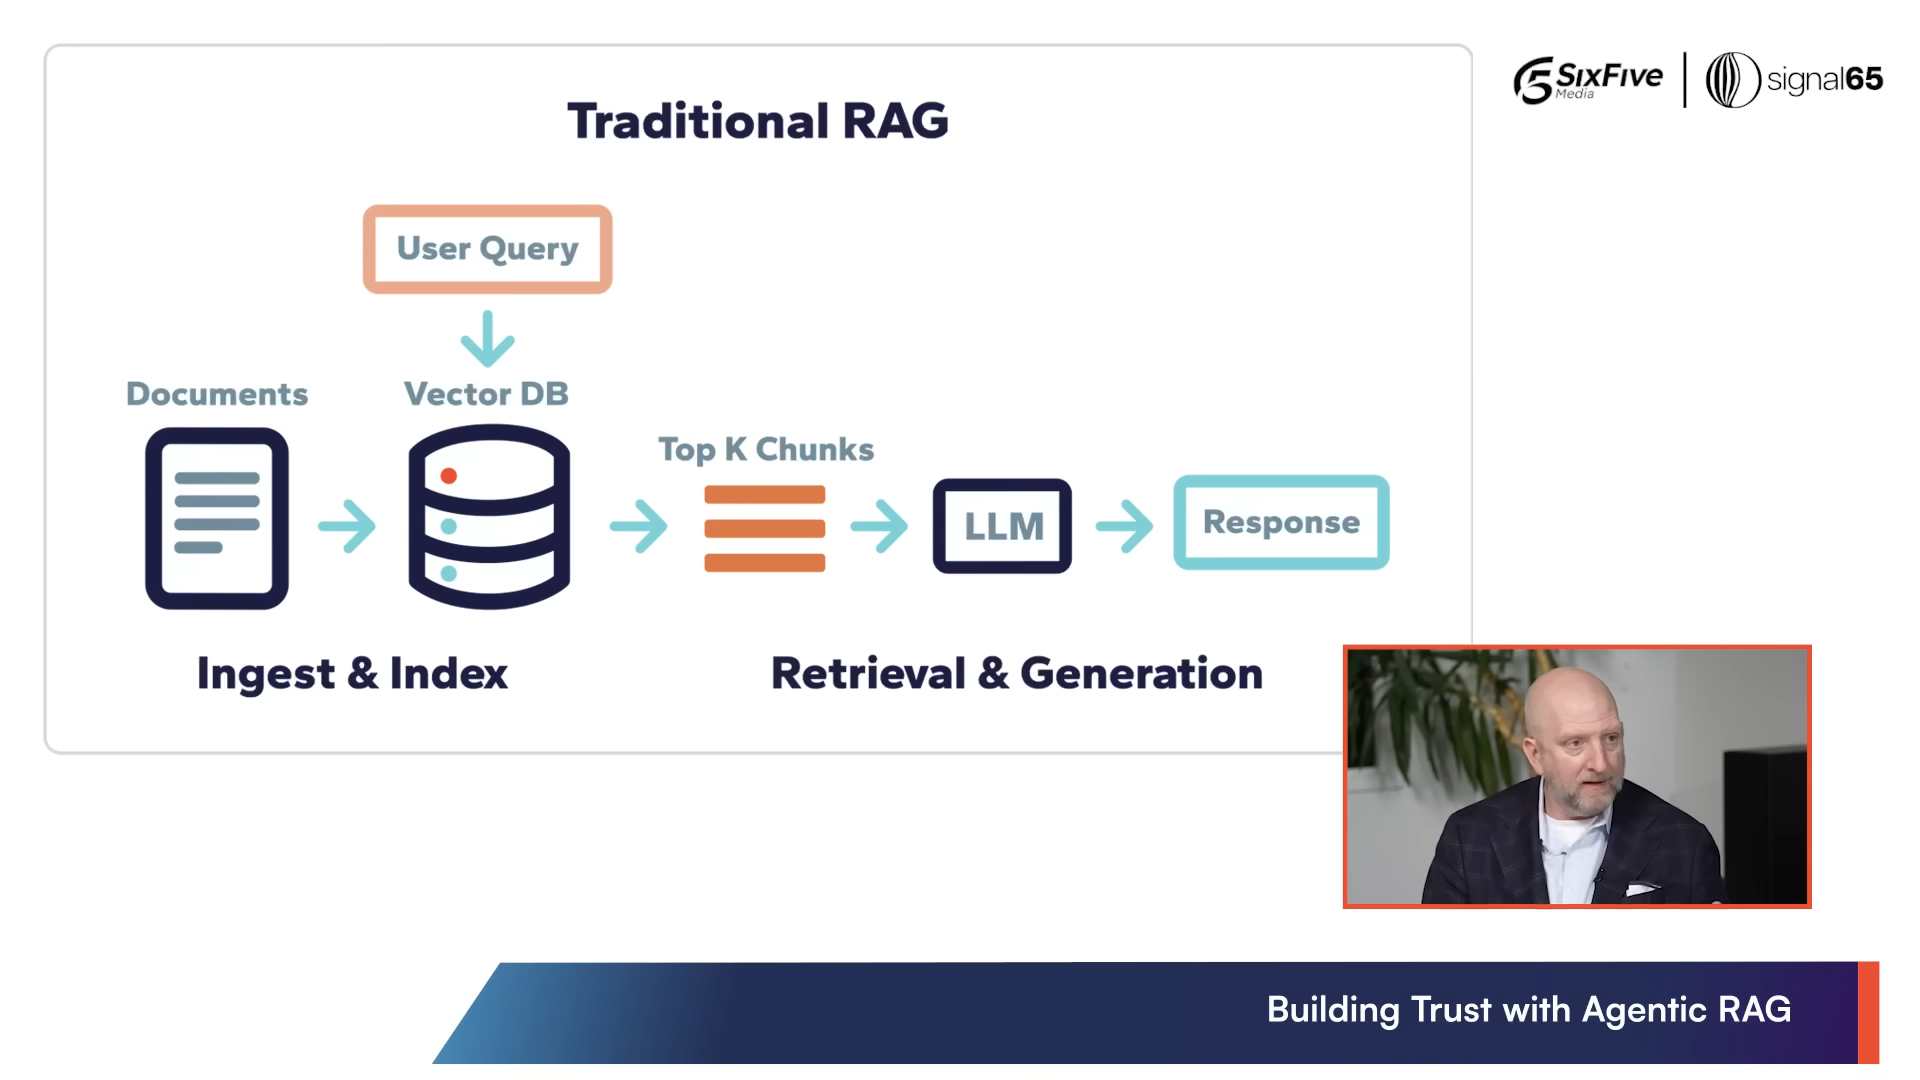 SixFive
Media
signal65
Traditional RAG
User Query
Documents
Vector DB
Top K Chunks
LLM
Response
Ingest & Index
Retrieval & Generation
Building Trust with Agentic RAG